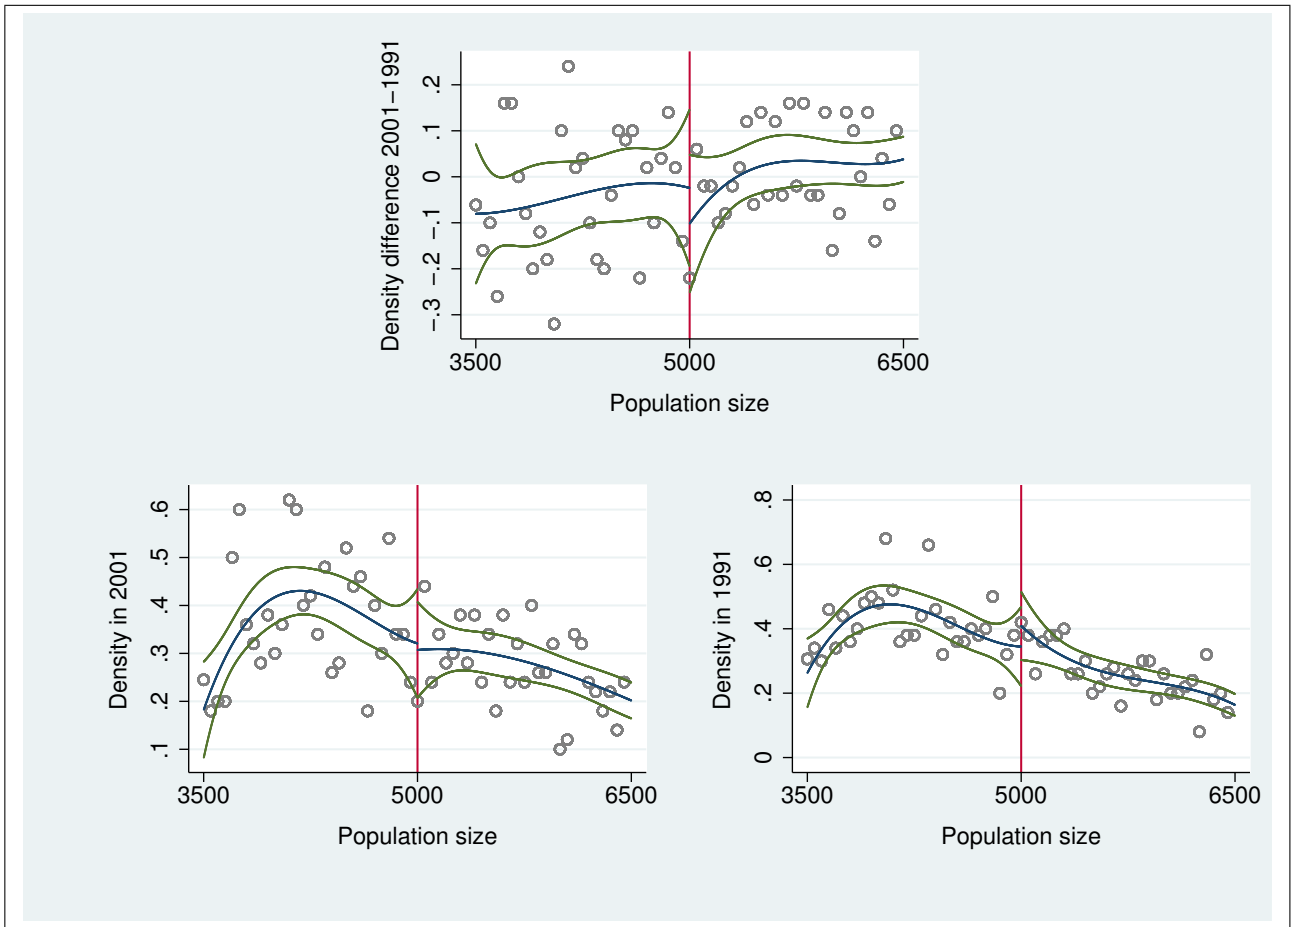 Density difference 2001−1991
.2
.1
0
−.1
−.2
−.3
3500 5000 6500
Population size
Density in 2001
.6
.5
.4
.3
.2
.1
3500 5000 6500
Population size
Density in 1991
.8
.6
.4
.2
0
3500 5000 6500
Population size